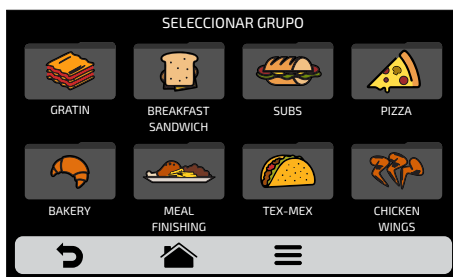 SELECCIONAR GRUPO
GRATIN
BREAKFAST
SANDWICH
SUBS
PIZZA
BAKERY
MEAL
FINISHING
TEX-MEX
CHICKEN
WINGS